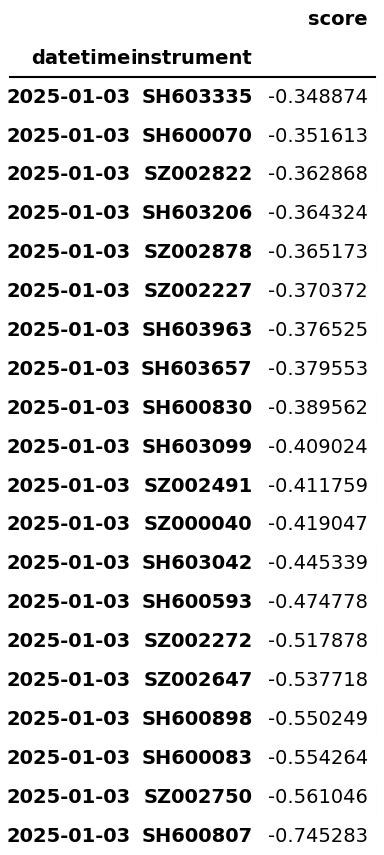 score
datetime instrument
2025-01-03 SH603335 -0.348874
2025-01-03 SH600070 -0.351613
2025-01-03 SZ002822 -0.362868
2025-01-03 SH603206 -0.364324
2025-01-03 SZ002878 -0.365173
2025-01-03 SZ002227 -0.370372
2025-01-03 SH603963 -0.376525
2025-01-03 SH603657 -0.379553
2025-01-03 SH600830 -0.389562
2025-01-03 SH603099 -0.409024
2025-01-03 SZ002491 -0.411759
2025-01-03 SZ000040 -0.419047
2025-01-03 SH603042 -0.445339
2025-01-03 SH600593 -0.474778
2025-01-03 SZ002272 -0.517878
2025-01-03 SZ002647 -0.537718
2025-01-03 SH600898 -0.550249
2025-01-03 SH600083 -0.554264
2025-01-03 SZ002750 -0.561046
2025-01-03 SH600807 -0.745283